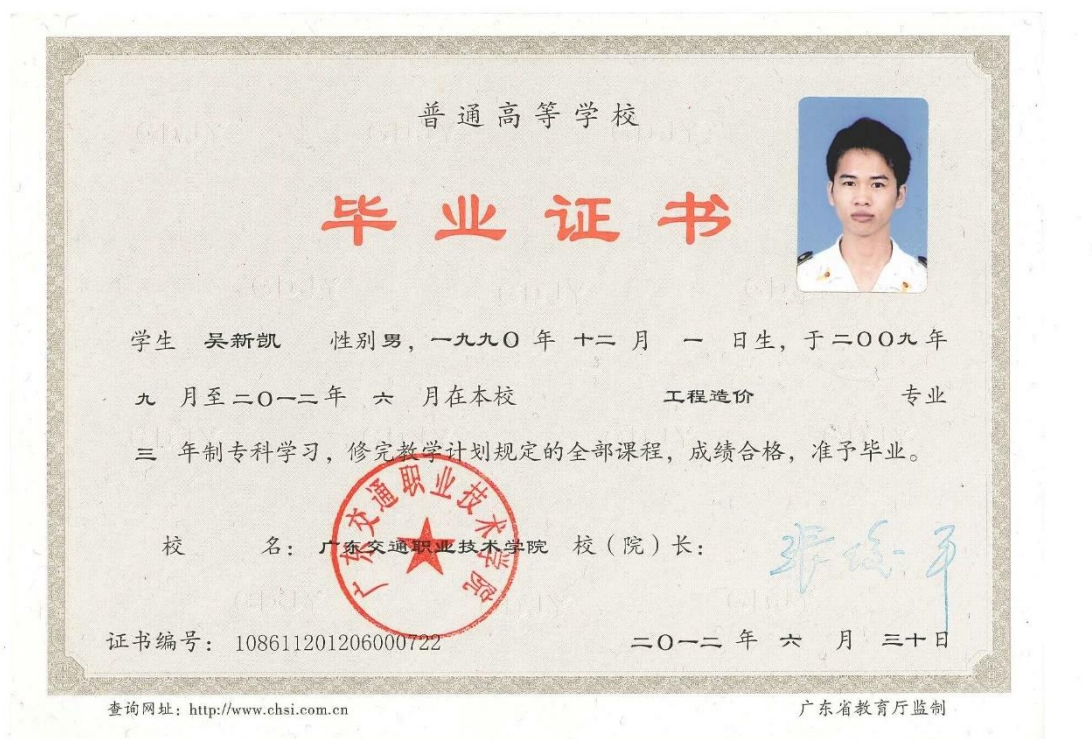 普通高等学校
毕业证书
学生 吴新凯 性别男，一九九〇年 十二 月 一 日生，于二〇〇九年
九 月至二〇一二年 六 月在本校 工程造价 专业
三 年制专科学习，修完教学计划规定的全部课程，成绩合格，准予毕业。
广东交通职业技术学院
校 名：广东交通职业技术学院 校（院）长：
证书编号：108611201206000722 二〇一二 年 六 月 三十日
查询网址：http://www.chsi.com.cn 广东省教育厅监制